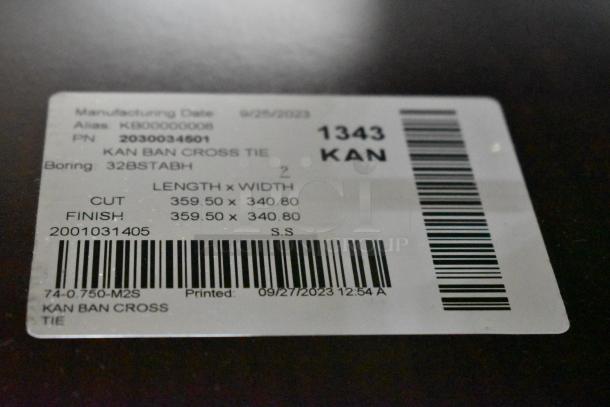 Manufacturing Date 9/25/2023
Alias KB00000008
PN 2030034501
1343
KAN BAN CROSS TIE
KAN
Boring: 32BSTABH
2
LENGTH x WIDTH
CUT 359.50 x 340.80
FINISH 359.50 x 340.80
2001031405 S.S
GROUP
74-0.750-M2S Printed: 09/27/2023 12:54 A
KAN BAN CROSS
TIE